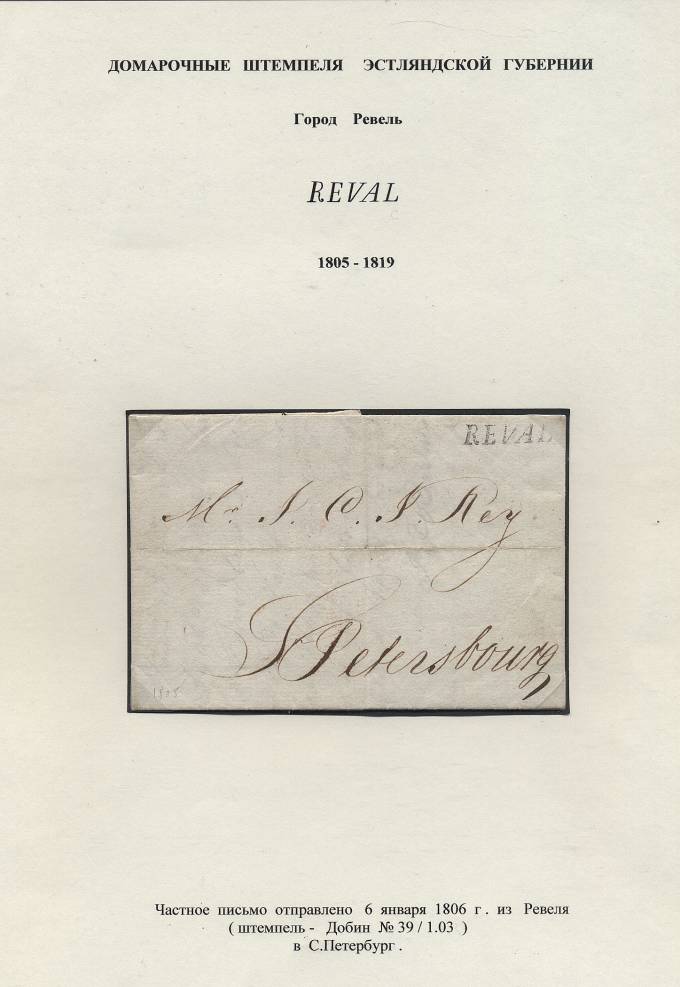 ДОМАРОЧНЫЕ ШТЕМПЕЛЯ ЭСТЛЯНДСКОЙ ГУБЕРНИИ
Город Ревель
REVAL
1805 - 1819
REVAL
Mr. J. C. J. Rey.
St Petersbourg
1805
Частное письмо отправлено 6 января 1806 г. из Ревеля
( штемпель - Добин № 39 / 1.03 )
в С.Петербург.